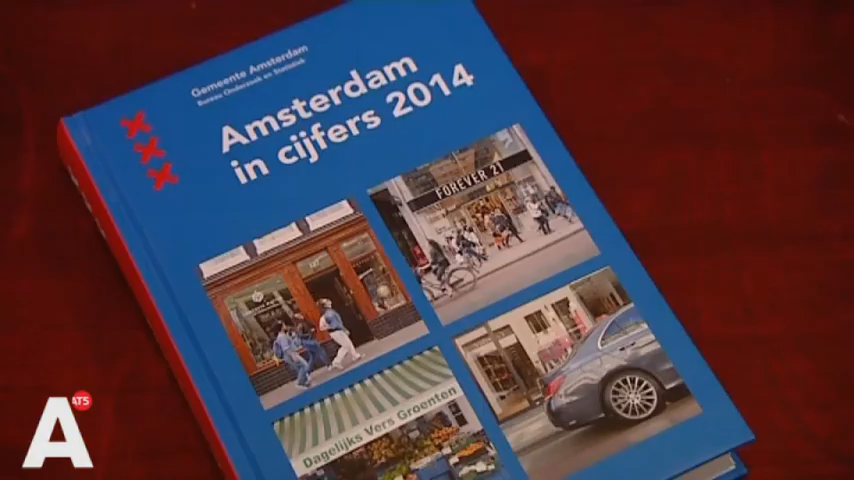 Gemeente Amsterdam
Bureau Onderzoek en Statistiek
Amsterdam
in cijfers 2014
FOREVER 21
Dagelijks Vers Groenten
A
AT5